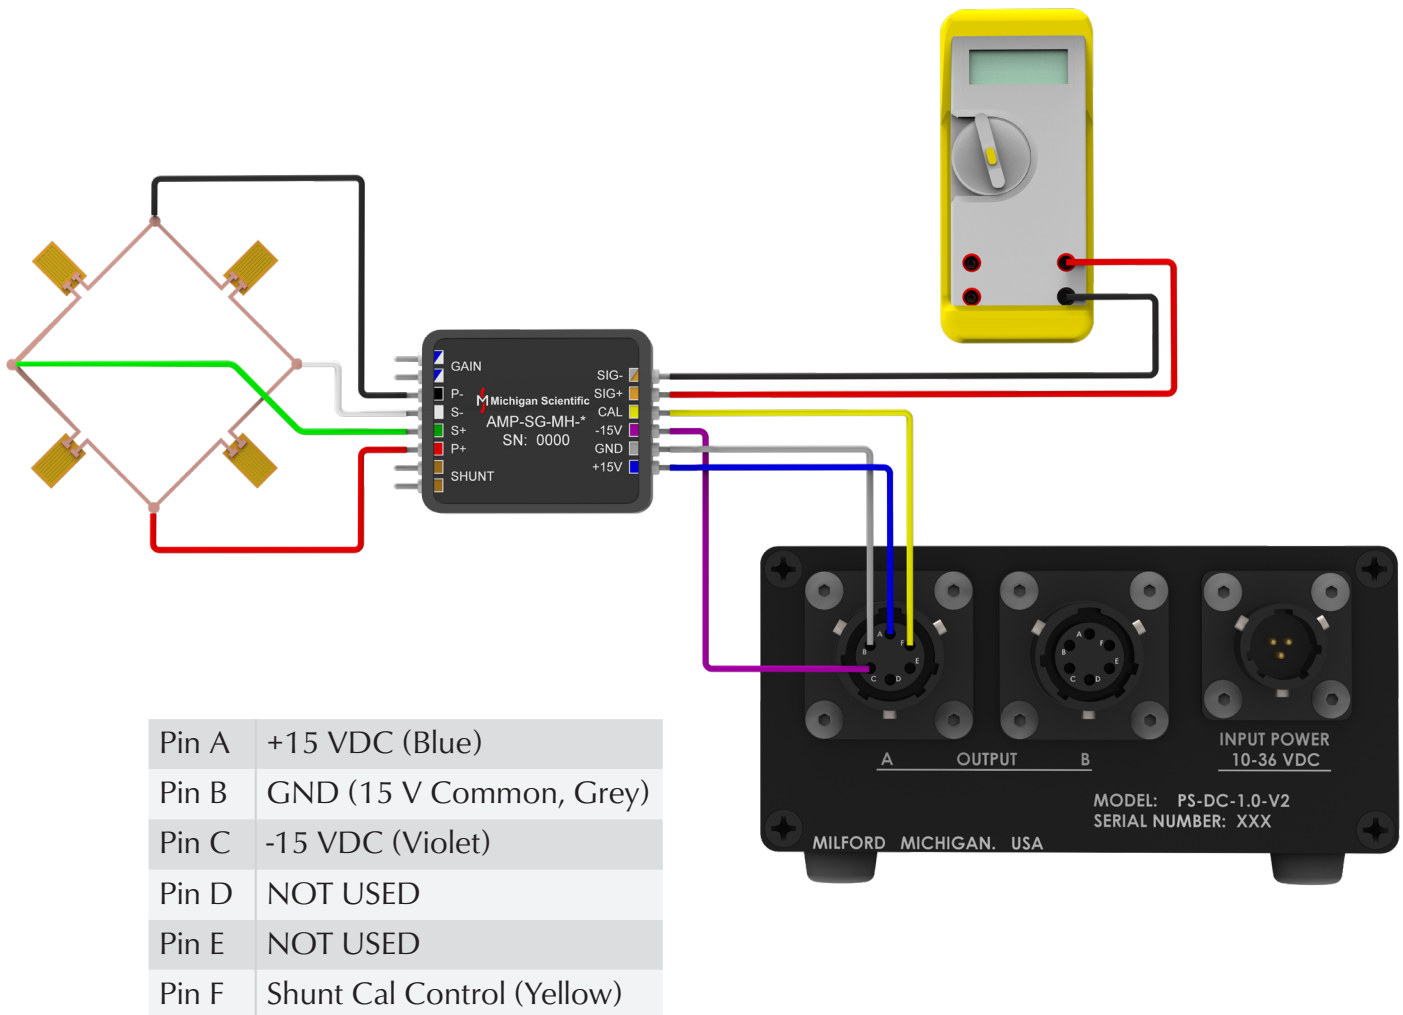 GAIN
P-
S-
S+
P+
SHUNT
Michigan Scientific
AMP-SG-MH-*
SN: 0000
SIG-
SIG+
CAL
-15V
GND
+15V
A
B
C
D
E
F
A
B
C
D
E
F
A OUTPUT B
INPUT POWER
10-36 VDC
MODEL: PS-DC-1.0-V2
SERIAL NUMBER: XXX
MILFORD MICHIGAN. USA
Pin A +15 VDC (Blue)
Pin B GND (15 V Common, Grey)
Pin C -15 VDC (Violet)
Pin D NOT USED
Pin E NOT USED
Pin F Shunt Cal Control (Yellow)